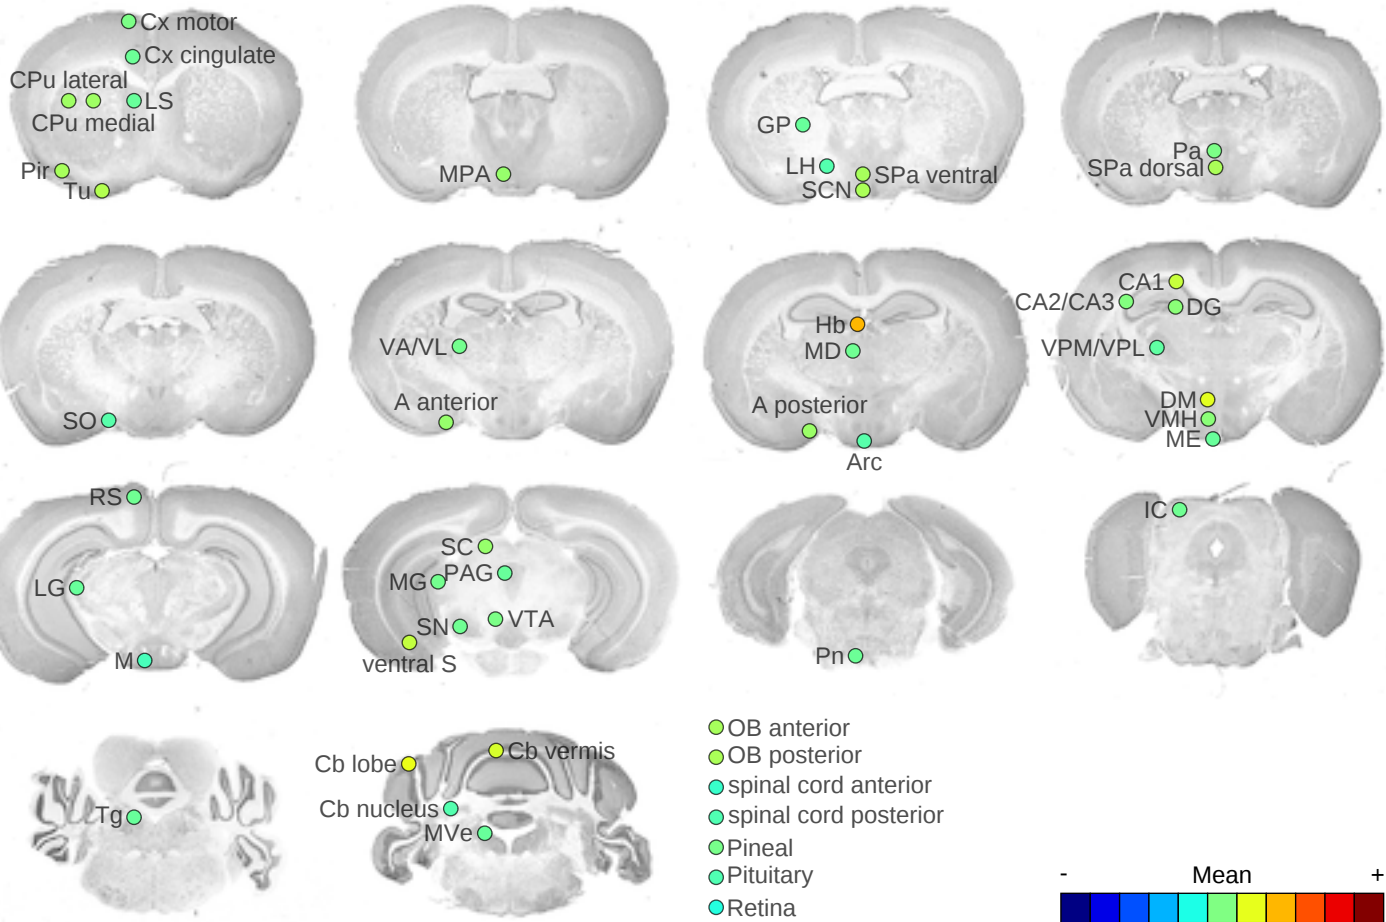 Cx motor
Cx cingulate
CPu lateral
LS
CPu medial
Pir
Tu
MPA
GP
LH
SPa ventral
SCN
Pa
SPa dorsal
SO
VA/VL
A anterior
Hb
MD
A posterior
Arc
CA1
CA2/CA3
DG
VPM/VPL
DM
VMH
ME
RS
LG
M
SC
MG
PAG
SN
VTA
ventral S
Pn
IC
Tg
Cb lobe
Cb vermis
Cb nucleus
MVe
OB anterior
OB posterior
spinal cord anterior
spinal cord posterior
Pineal
Pituitary
Retina
- Mean +